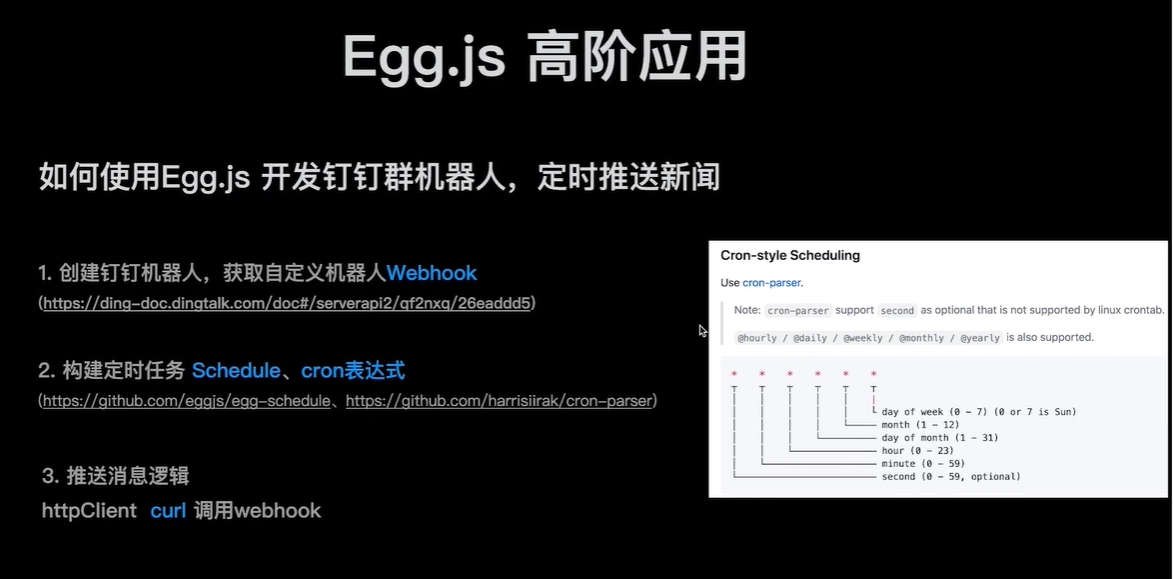 Egg.js 高阶应用
如何使用Egg.js 开发钉钉群机器人，定时推送新闻
1. 创建钉钉机器人，获取自定义机器人Webhook
(https://ding-doc.dingtalk.com/doc#/serverapi2/qf2nxq/26eaddd5)
2. 构建定时任务 Schedule、cron表达式
(https://github.com/eggjs/egg-schedule、https://github.com/harrisiirak/cron-parser)
3. 推送消息逻辑
httpClient curl 调用webhook
Cron-style Scheduling
Use cron-parser.
Note: cron-parser support second as optional that is not supported by linux crontab.
@hourly / @daily / @weekly / @monthly / @yearly is also supported.
* * * * * *
day of week (0 - 7) (0 or 7 is Sun)
month (1 - 12)
day of month (1 - 31)
hour (0 - 23)
minute (0 - 59)
second (0 - 59, optional)